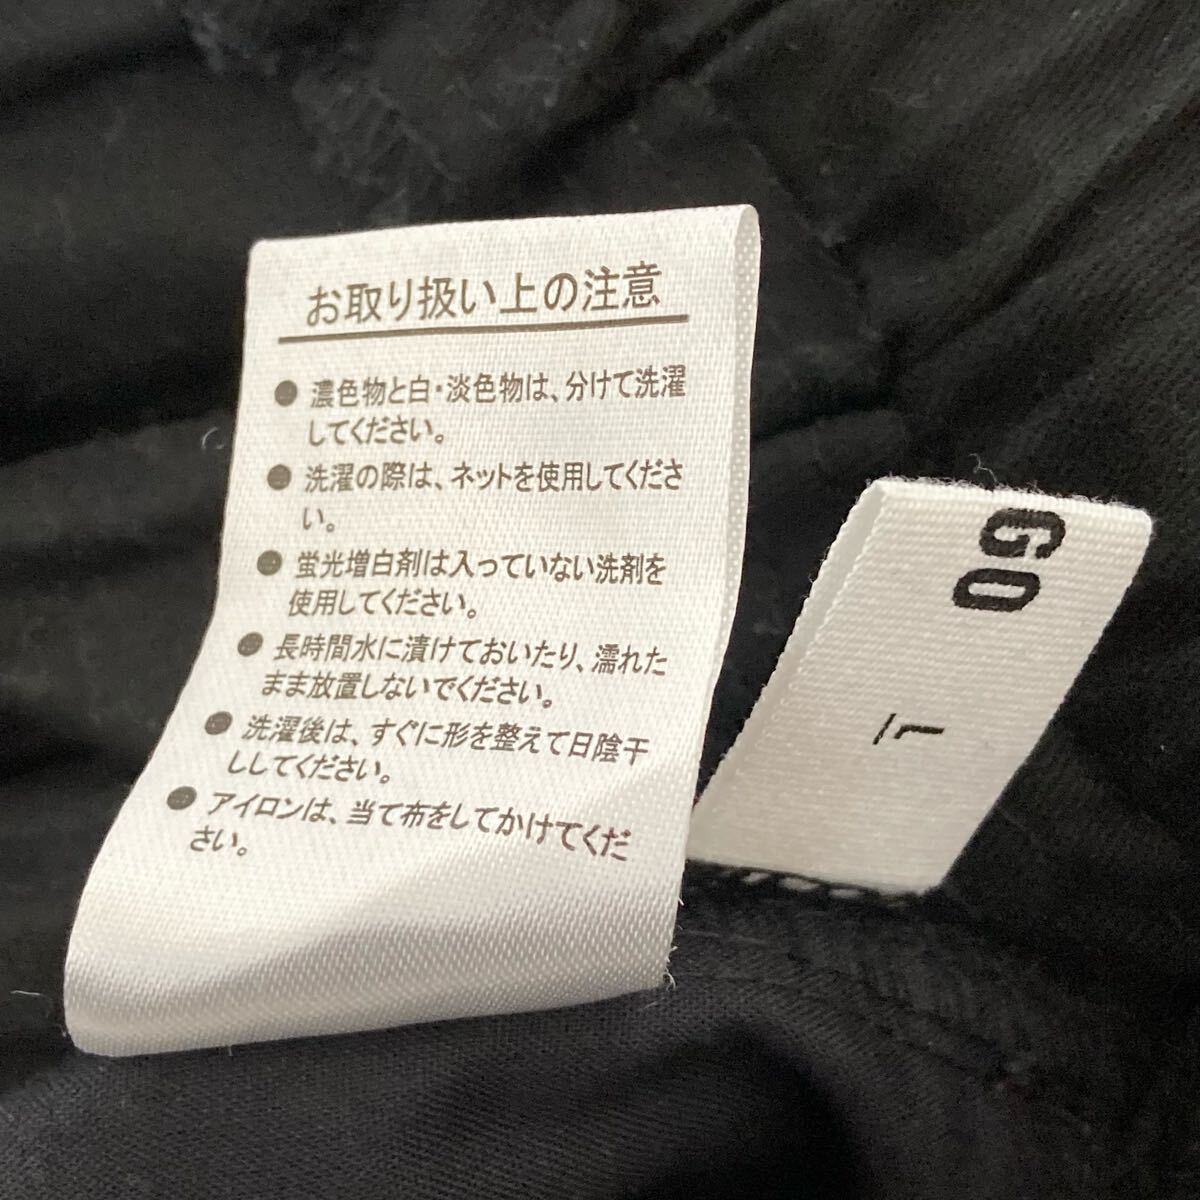 お取り扱い上の注意
● 濃色物と白・淡色物は、分けて洗濯
してください。
● 洗濯の際は、ネットを使用してくださ
い。
● 蛍光増白剤は入っていない洗剤を
使用してください。
● 長時間水に漬けておいたり、濡れた
まま放置しないでください。
● 洗濯後は、すぐに形を整えて日陰干
ししてください。
● アイロンは、当て布をしてかけてくだ
さい。
GO
L